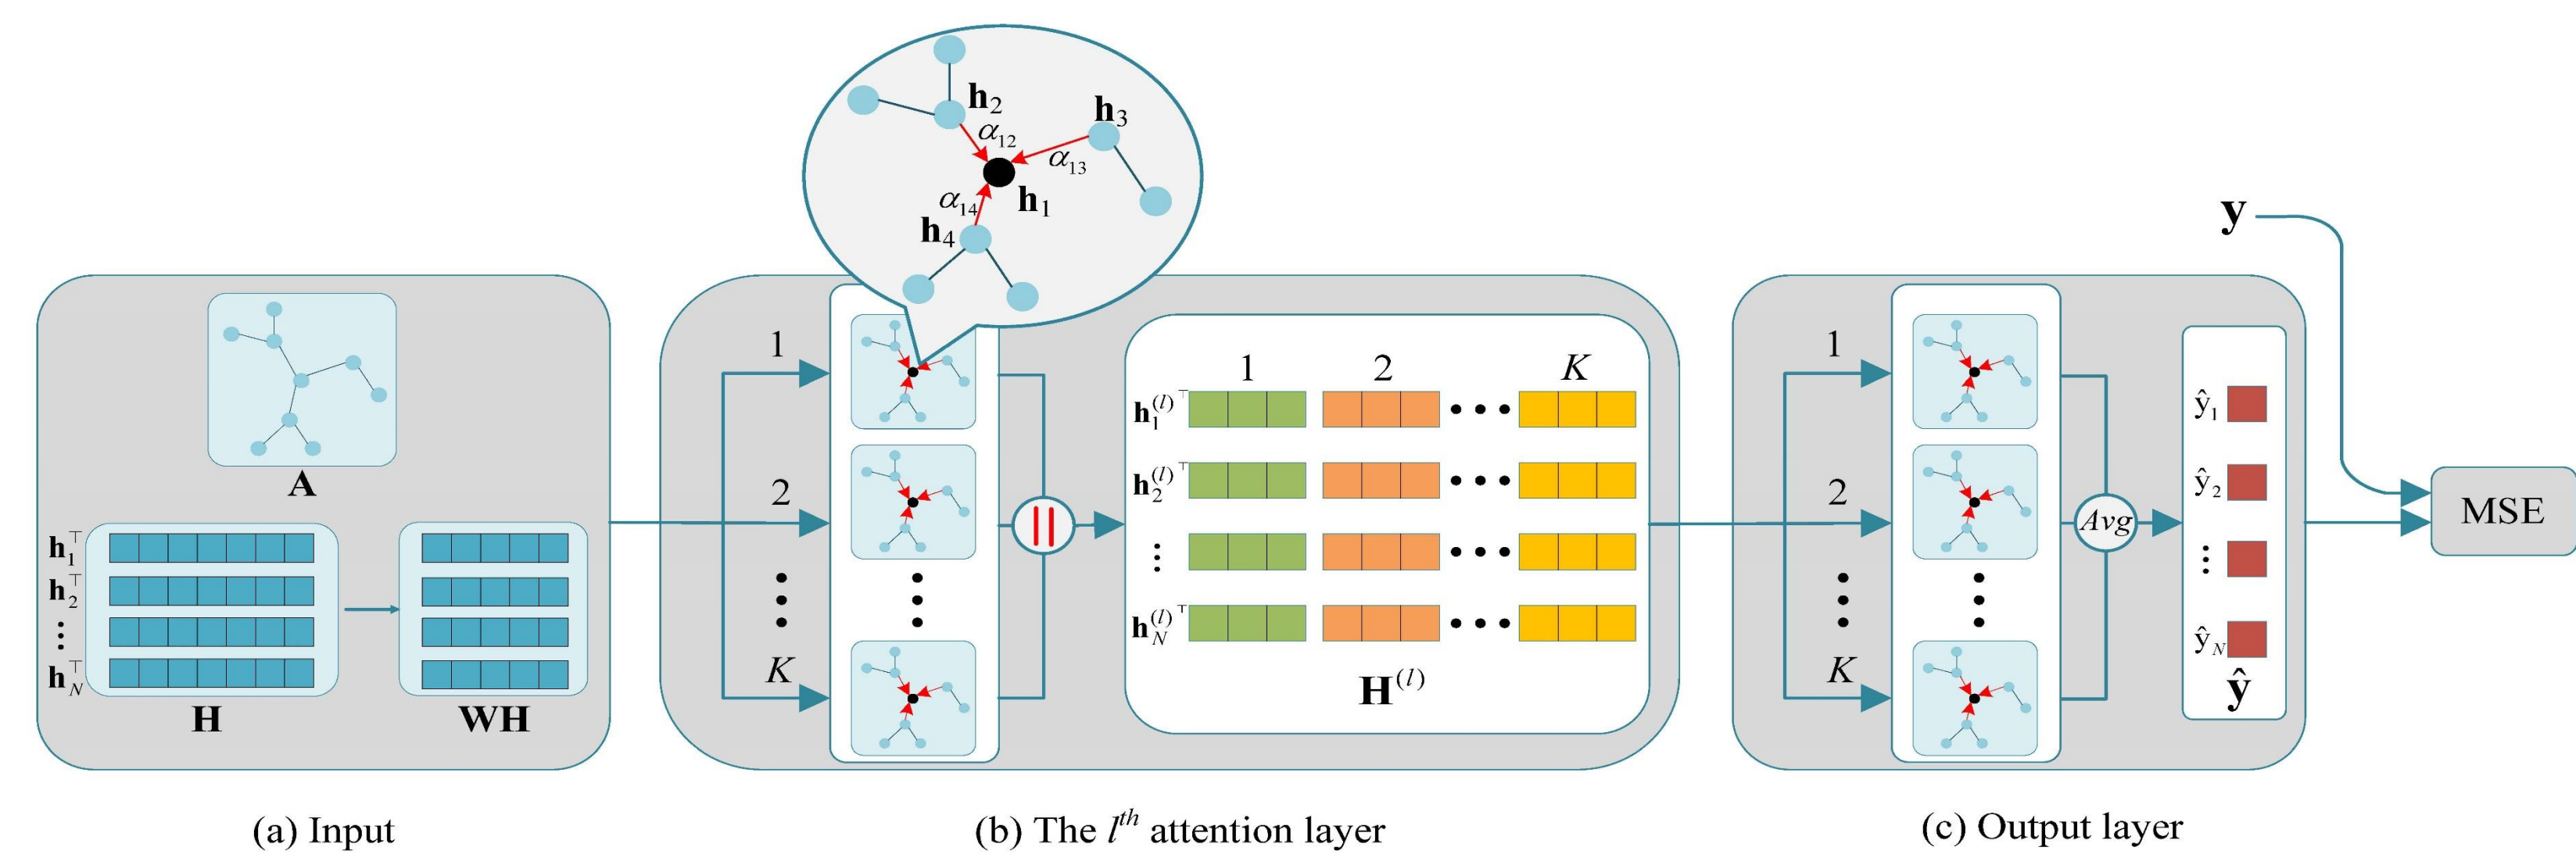 A
h₁⊤
h₂⊤
⋮
h_N⊤
H
WH
(a) Input
h₂
h₃
α₁₂
α₁₃
h₁
α₁₄
h₄
1
2
⋮
K
||
1 2 K
h₁⁽ˡ⁾⊤ • • •
h₂⁽ˡ⁾⊤ • • •
⋮ • • •
h_N⁽ˡ⁾⊤ • • •
H⁽ˡ⁾
(b) The lᵗʰ attention layer
1
2
⋮
K
Avg
ŷ₁
ŷ₂
⋮
ŷ_N
ŷ
(c) Output layer
y
MSE